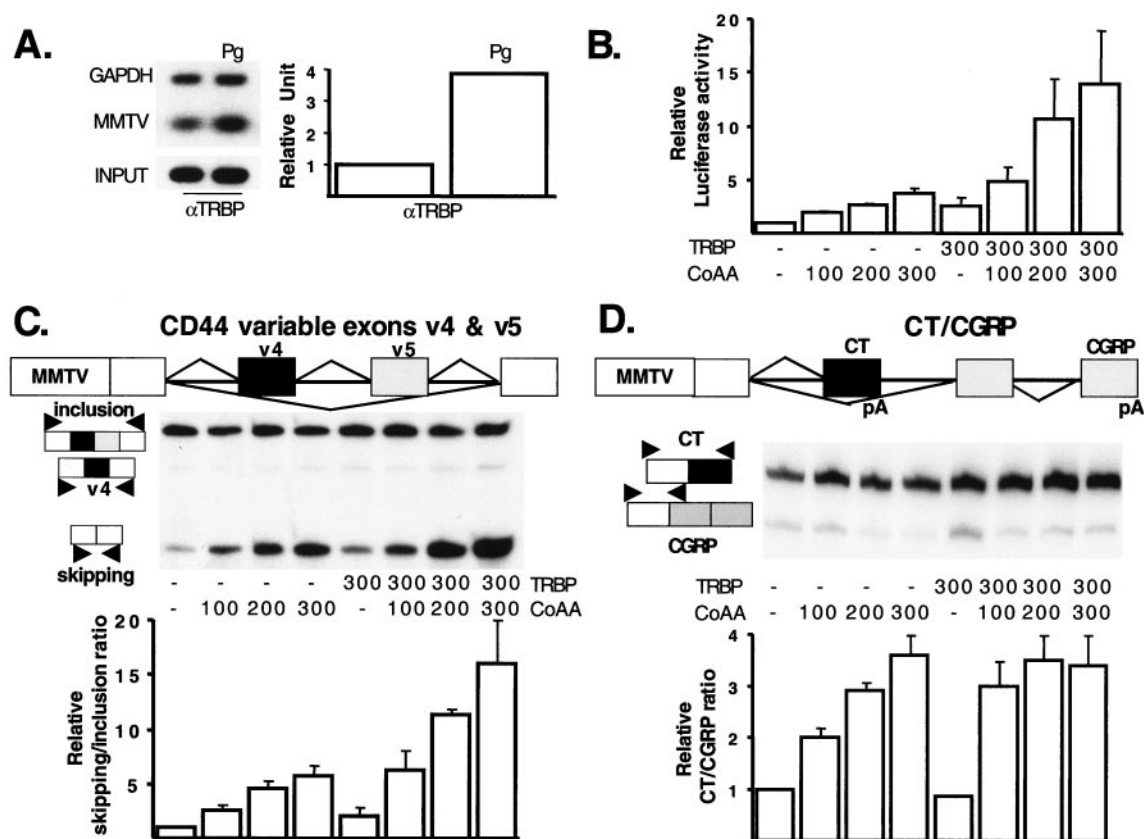 A.
Pg
GAPDH
MMTV
INPUT
αTRBP
Relative Unit
4
3
2
1
Pg
αTRBP
B.
Relative
Luciferase activity
20
15
10
5
TRBP - - - - 300 300 300 300
CoAA - 100 200 300 - 100 200 300
C.
CD44 variable exons v4 & v5
MMTV
v4
v5
inclusion
v4
skipping
TRBP - - - - 300 300 300 300
CoAA - 100 200 300 - 100 200 300
Relative
skipping/inclusion ratio
20
15
10
5
D.
CT/CGRP
MMTV
CT
pA
CGRP
pA
CT
CGRP
TRBP - - - - 300 300 300 300
CoAA - 100 200 300 - 100 200 300
Relative
CT/CGRP ratio
4
3
2
1